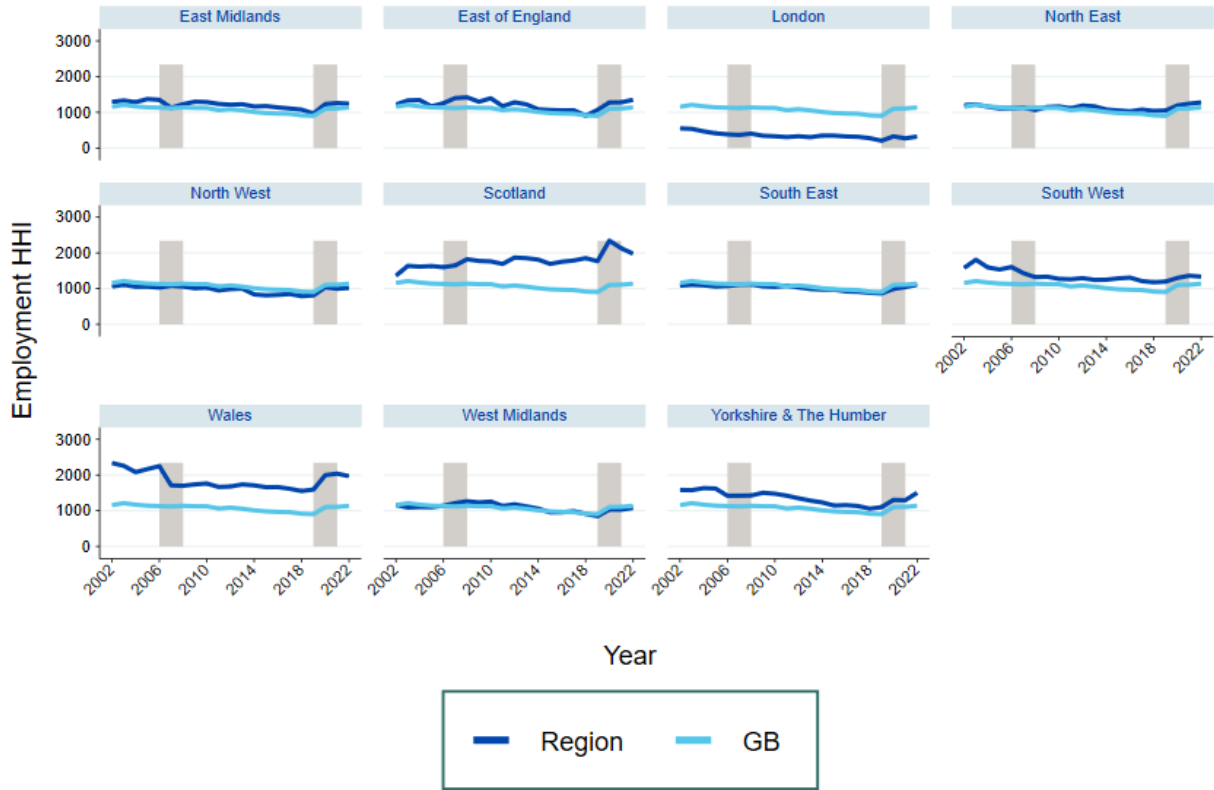 East Midlands
East of England
London
North East
3000
2000
1000
0
North West
Scotland
South East
South West
3000
2000
1000
0
2002
2006
2010
2014
2018
2022
Wales
West Midlands
Yorkshire & The Humber
3000
2000
1000
0
2002
2006
2010
2014
2018
2022
2002
2006
2010
2014
2018
2022
2002
2006
2010
2014
2018
2022
Employment HHI
Year
Region
GB